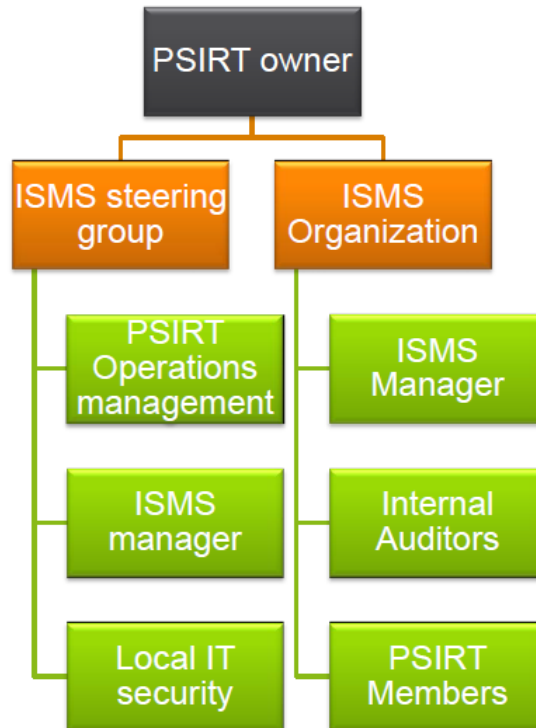 PSIRT owner
ISMS steering
group
ISMS
Organization
PSIRT
Operations
management
ISMS
manager
Local IT
security
ISMS
Manager
Internal
Auditors
PSIRT
Members